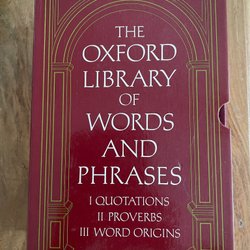 THE
OXFORD
LIBRARY
OF
WORDS
AND
PHRASES
I QUOTATIONS
II PROVERBS
III WORD ORIGINS